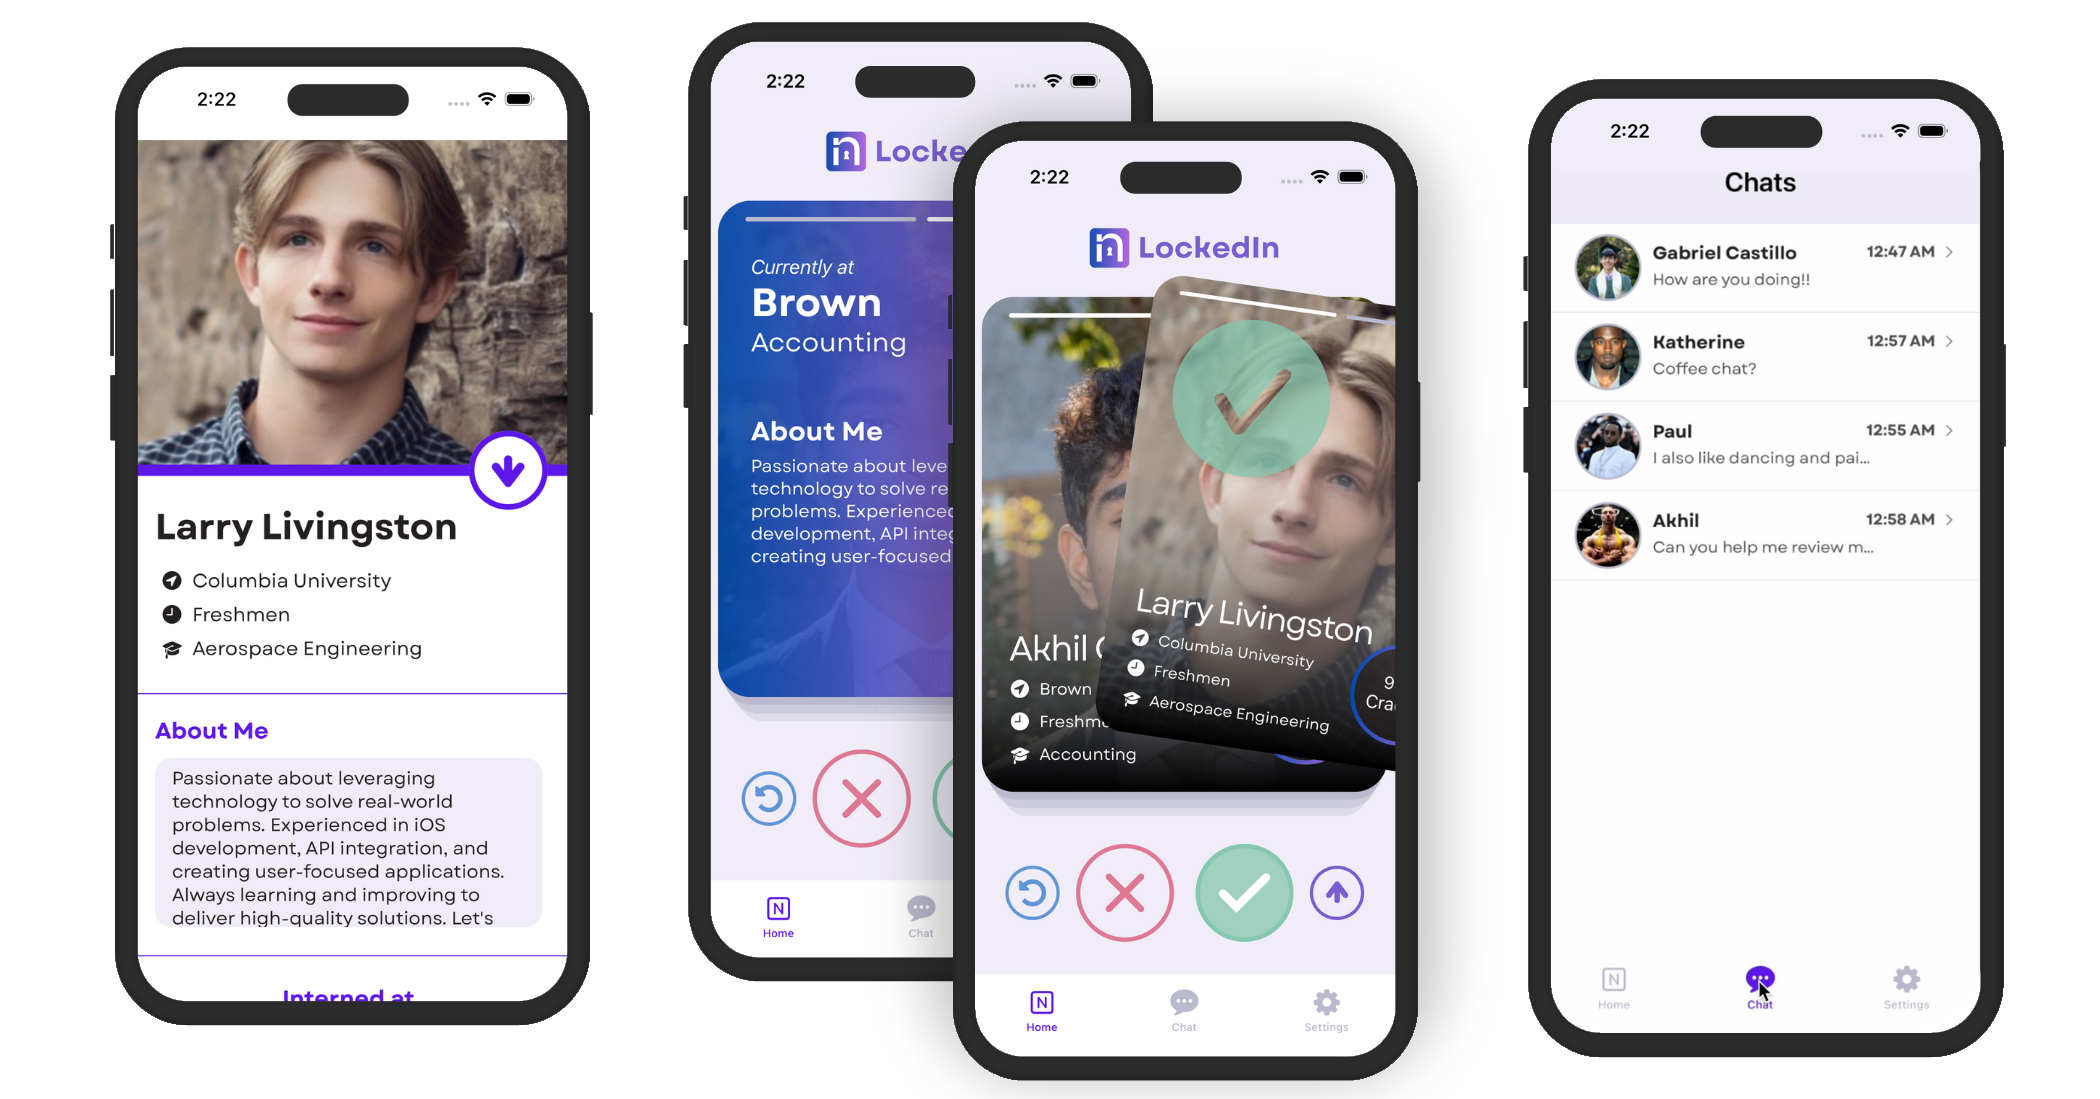 2:22
Larry Livingston
Columbia University
Freshmen
Aerospace Engineering
About Me
Passionate about leveraging
technology to solve real-world
problems. Experienced in iOS
development, API integration, and
creating user-focused applications.
Always learning and improving to
deliver high-quality solutions. Let's
Interned at
2:22
in Locke
Currently at
Brown
Accounting
About Me
Passionate about leve
technology to solve re
problems. Experienced
development, API integ
creating user-focused
N
Home
Chat
2:22
in LockedIn
Akhil
Brown
Freshm
Accounting
Larry Livingston
Columbia University
Freshmen
Aerospace Engineering
9
Cra
N
Home
Chat
Settings
2:22
Chats
Gabriel Castillo 12:47 AM
How are you doing!!
Katherine 12:57 AM
Coffee chat?
Paul 12:55 AM
I also like dancing and pai...
Akhil 12:58 AM
Can you help me review m...
N
Home
Chat
Settings